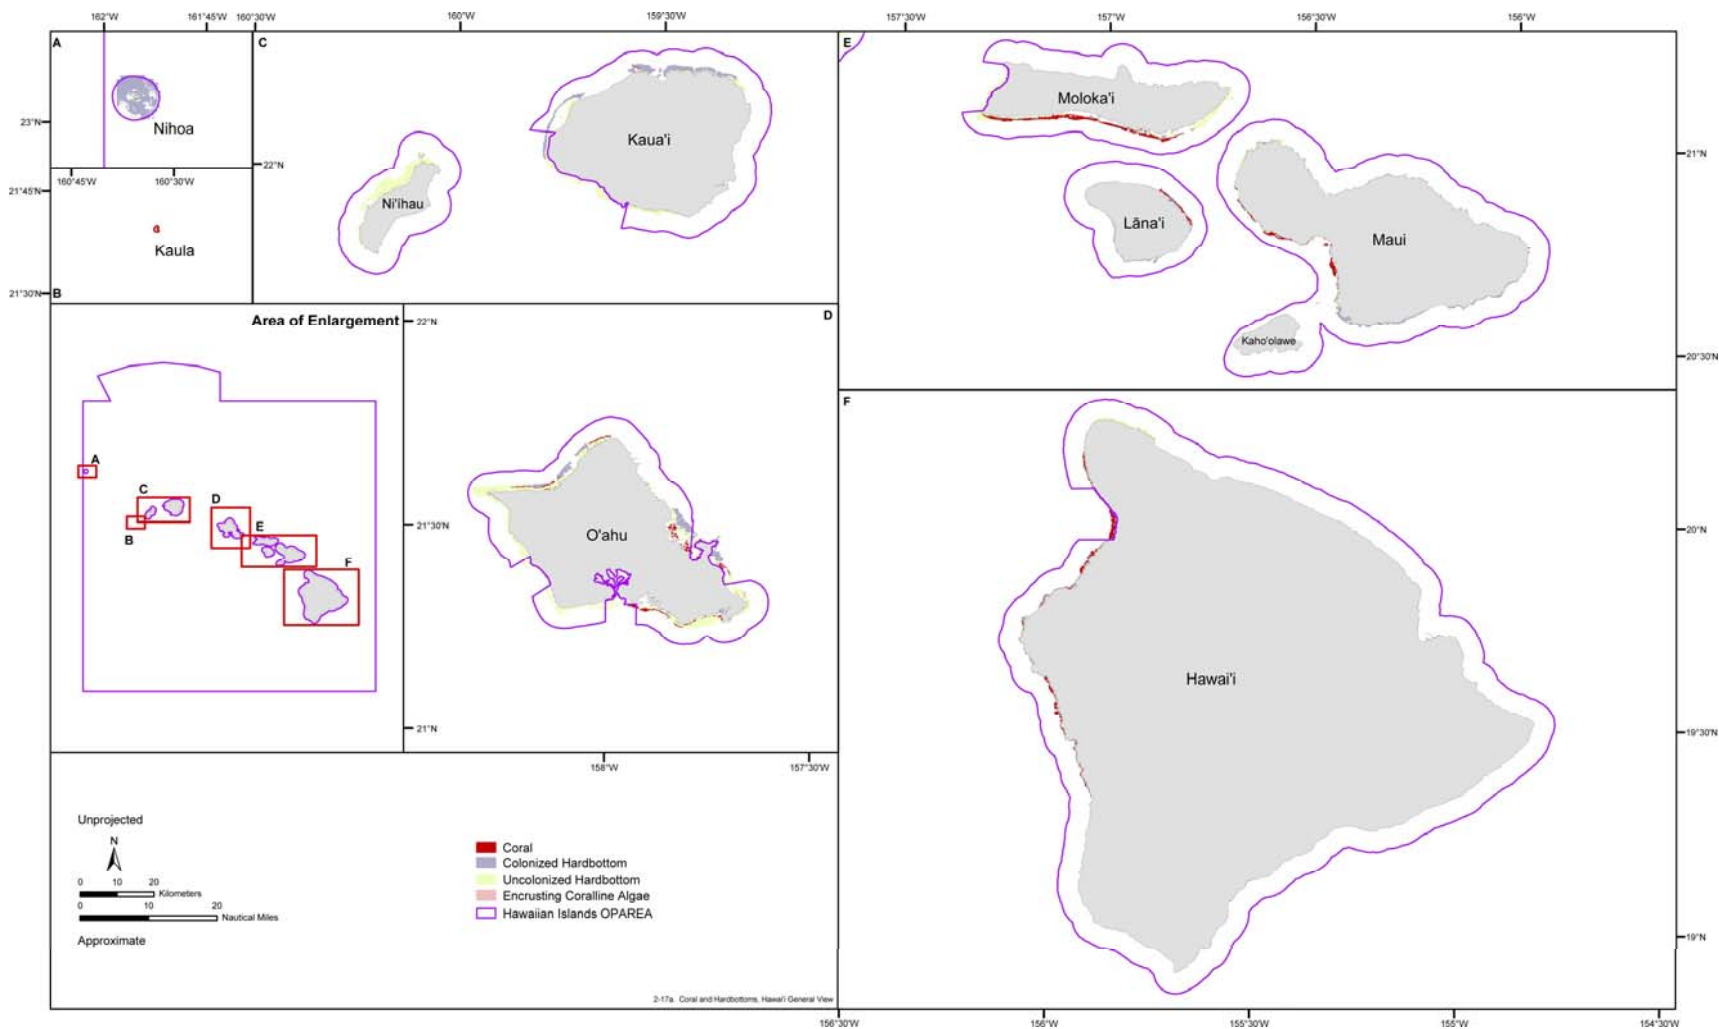 162°W
161°45'W
160°30'W
160°W
159°30'W
157°30'W
157°W
156°30'W
156°W
A
C
E
Nihoa
23°N
160°45'W
160°30'W
21°45'N
Kaula
B
21°30'N
22°N
Ni'ihau
Kaua'i
Moloka'i
Lāna'i
Maui
Kaho'olawe
21°N
20°30'N
Area of Enlargement
A
C
B
D
E
F
D
22°N
21°30'N
21°N
O'ahu
158°W
157°30'W
F
Hawai'i
20°N
19°30'N
19°N
Unprojected
N
0 10 20
Kilometers
0 10 20
Nautical Miles
Approximate
Coral
Colonized Hardbottom
Uncolonized Hardbottom
Encrusting Coralline Algae
Hawaiian Islands OPAREA
2-17a. Coral and Hardbottoms, Hawai'i General View
156°30'W
156°W
155°30'W
155°W
154°30'W